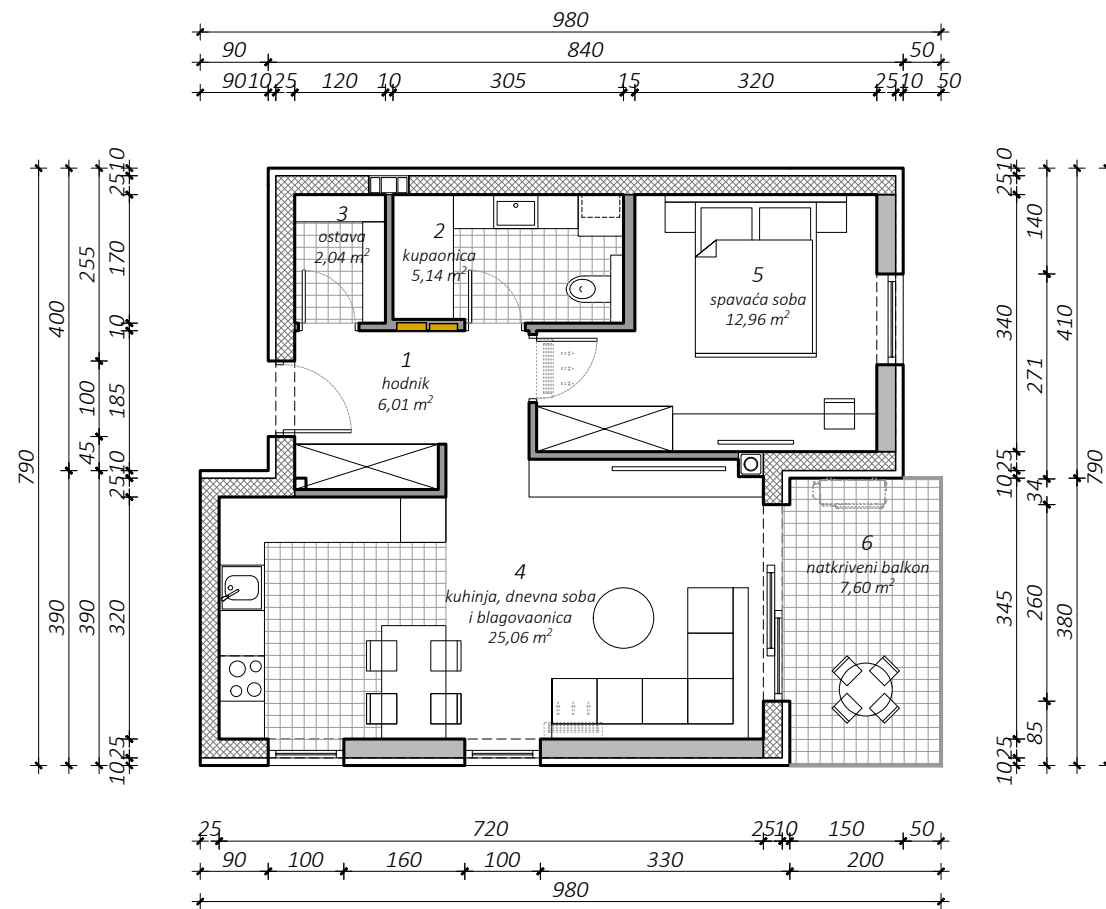 980
90 840 50
90 10 25 120 10 305 15 320 25 10 50
790
400 390
255 100 45 390
10 25 170 10 185 10 25 320 25 10
3
ostava
2,04 m²
2
kupaonica
5,14 m²
5
spavaća soba
12,96 m²
1
hodnik
6,01 m²
4
kuhinja, dnevna soba
i blagovaonica
25,06 m²
6
natkriveni balkon
7,60 m²
10 25 340 25 10 345 25 10
140 271 34 260 85
410 380
790
25 720 25 10 150 50
90 100 160 100 330 200
980